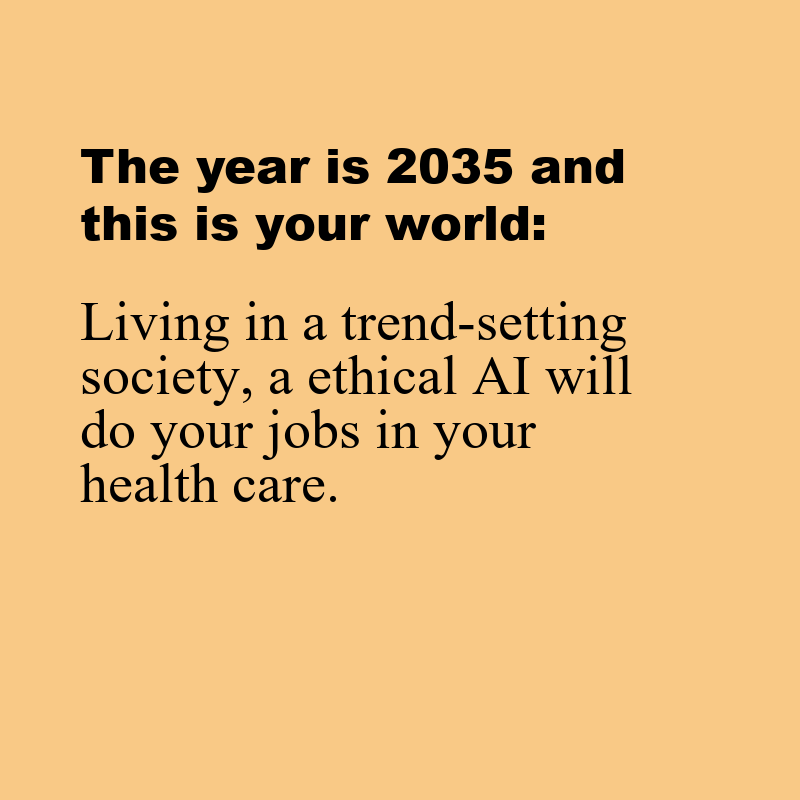 The year is 2035 and
this is your world:
Living in a trend-setting
society, a ethical AI will
do your jobs in your
health care.